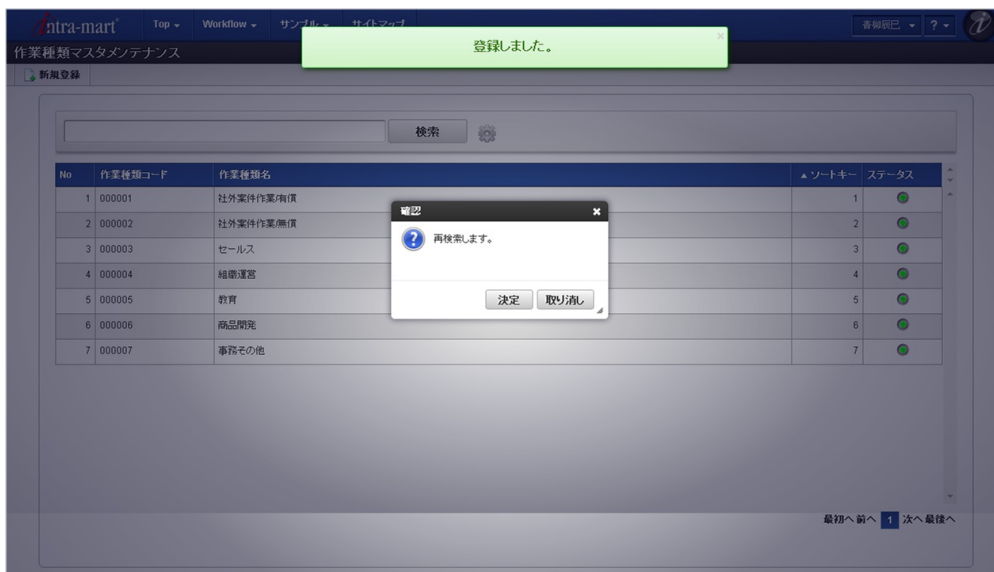 intra-mart Top Workflow サンプル サイトマップ 青柳辰巳 ?
登録しました。 ×
作業種類マスタメンテナンス
新規登録
検索
No 作業種類コード 作業種類名 ▲ ソートキー ステータス
1 000001 社外案件作業/有償 1
2 000002 社外案件作業/無償 2
3 000003 セールス 3
4 000004 組織運営 4
5 000005 教育 5
6 000006 商品開発 6
7 000007 事務その他 7
確認 ×
? 再検索します。
決定 取り消し
最初へ 前へ 1 次へ 最後へ